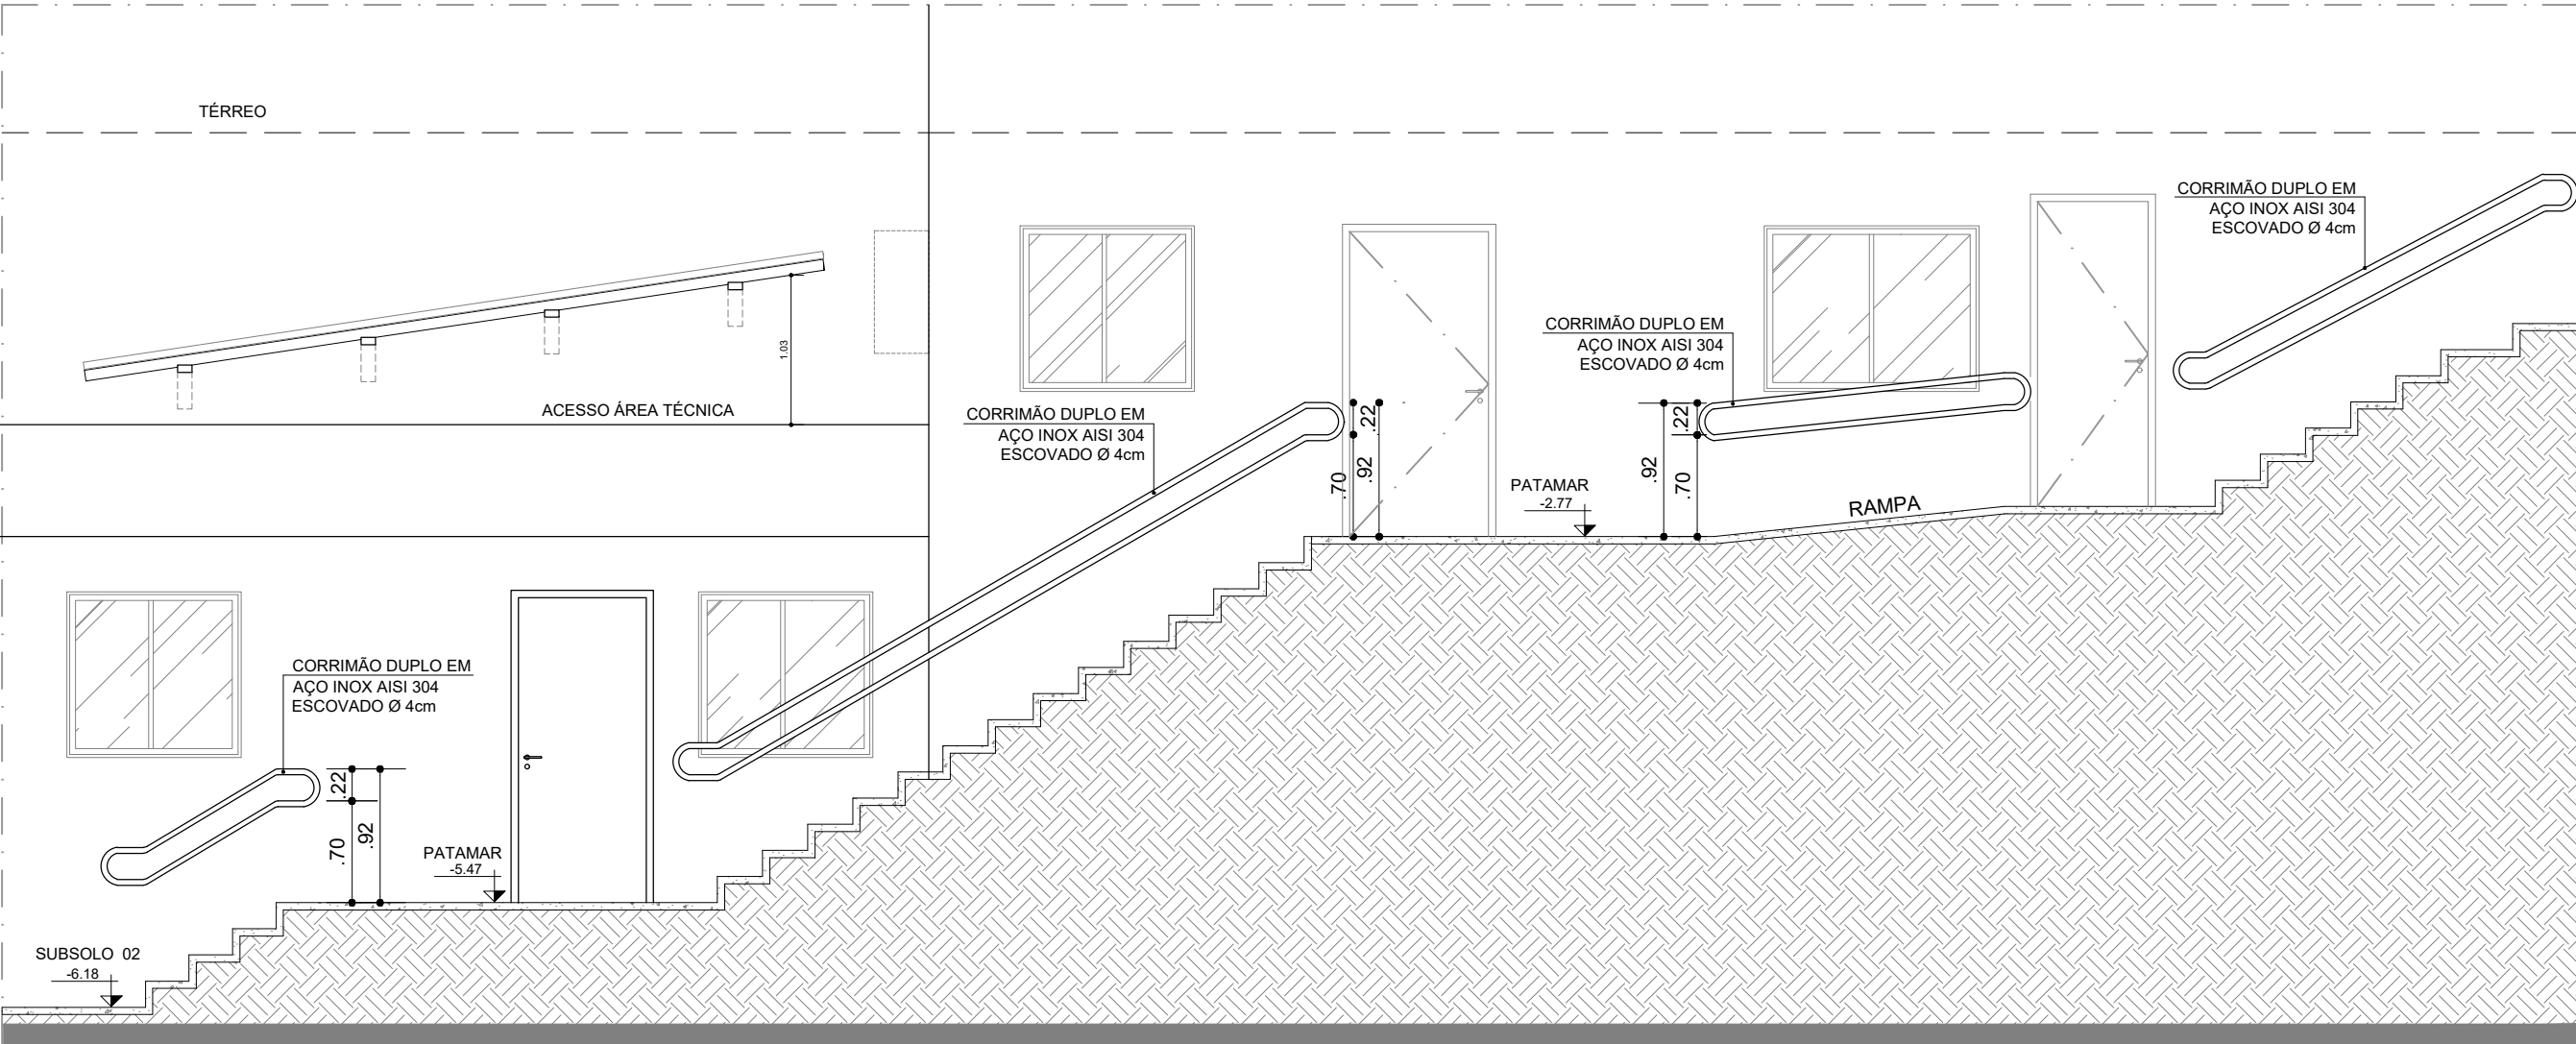 TÉRREO
CORRIMÃO DUPLO EM
AÇO INOX AISI 304
ESCOVADO Ø 4cm
1.03
ACESSO ÁREA TÉCNICA
CORRIMÃO DUPLO EM
AÇO INOX AISI 304
ESCOVADO Ø 4cm
CORRIMÃO DUPLO EM
AÇO INOX AISI 304
ESCOVADO Ø 4cm
.22
.92
.70
.22
.92
.70
PATAMAR
-2.77
RAMPA
CORRIMÃO DUPLO EM
AÇO INOX AISI 304
ESCOVADO Ø 4cm
.22
.92
.70
PATAMAR
-5.47
SUBSOLO 02
-6.18